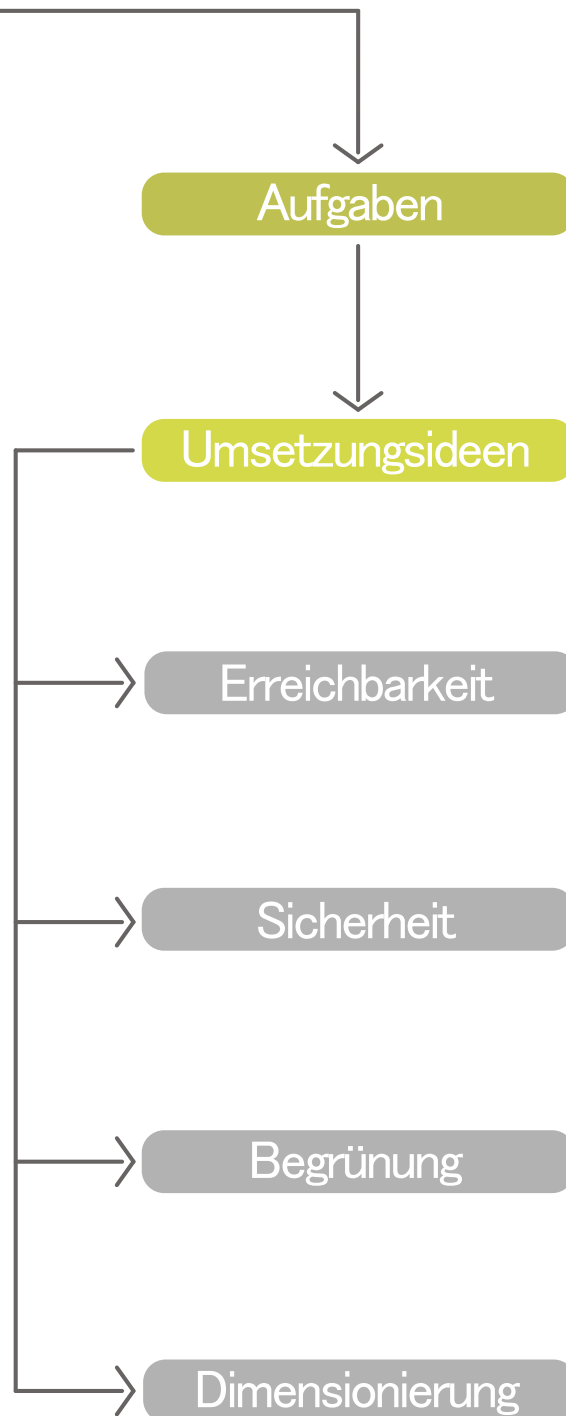 Aufgaben
Umsetzungsideen
Erreichbarkeit
Sicherheit
Begrünung
Dimensionierung